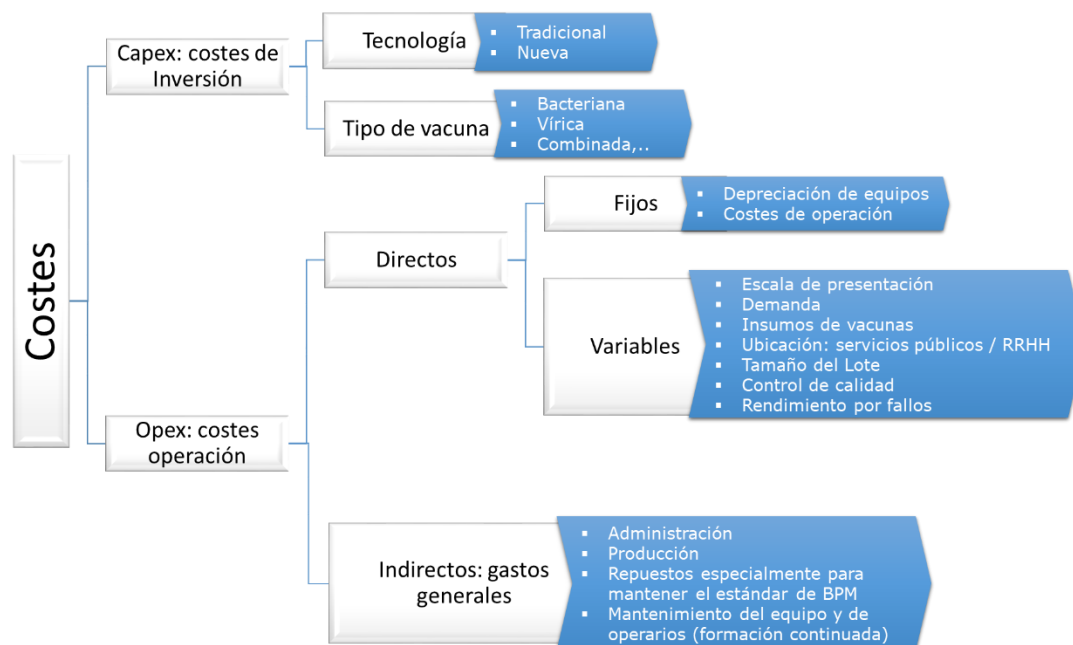 Costes
Capex: costes de
Inversión
Tecnología
▪ Tradicional
▪ Nueva
Tipo de vacuna
▪ Bacteriana
▪ Vírica
▪ Combinada,..
Opex: costes
operación
Directos
Fijos
▪ Depreciación de equipos
▪ Costes de operación
Variables
▪ Escala de presentación
▪ Demanda
▪ Insumos de vacunas
▪ Ubicación: servicios públicos / RRHH
▪ Tamaño del Lote
▪ Control de calidad
▪ Rendimiento por fallos
Indirectos: gastos
generales
▪ Administración
▪ Producción
▪ Repuestos especialmente para
mantener el estándar de BPM
▪ Mantenimiento del equipo y de
operarios (formación continuada)